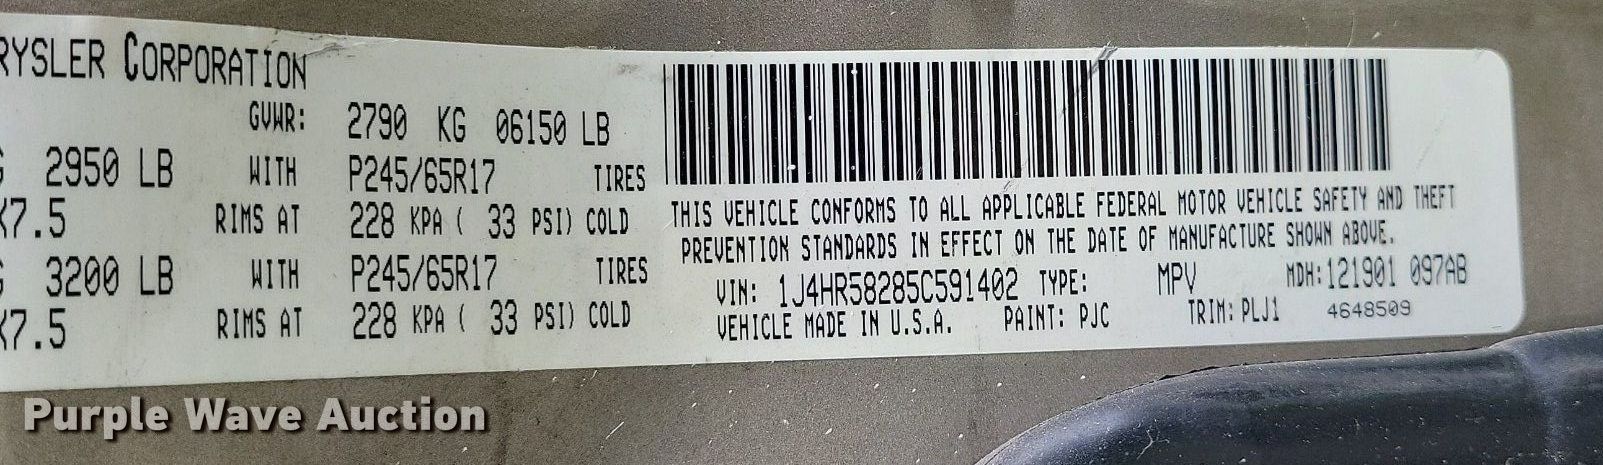 RYSLER CORPORATION
GVWR: 2790 KG 06150 LB
2950 LB WITH P245/65R17 TIRES
X7.5 RIMS AT 228 KPA ( 33 PSI) COLD
3200 LB WITH P245/65R17 TIRES
X7.5 RIMS AT 228 KPA ( 33 PSI) COLD
THIS VEHICLE CONFORMS TO ALL APPLICABLE FEDERAL MOTOR VEHICLE SAFETY AND THEFT
PREVENTION STANDARDS IN EFFECT ON THE DATE OF MANUFACTURE SHOWN ABOVE.
VIN: 1J4HR58285C591402 TYPE: MPV MDH:121901 097AB
VEHICLE MADE IN U.S.A. PAINT: PJC TRIM: PLJ1 4648509
Purple Wave Auction